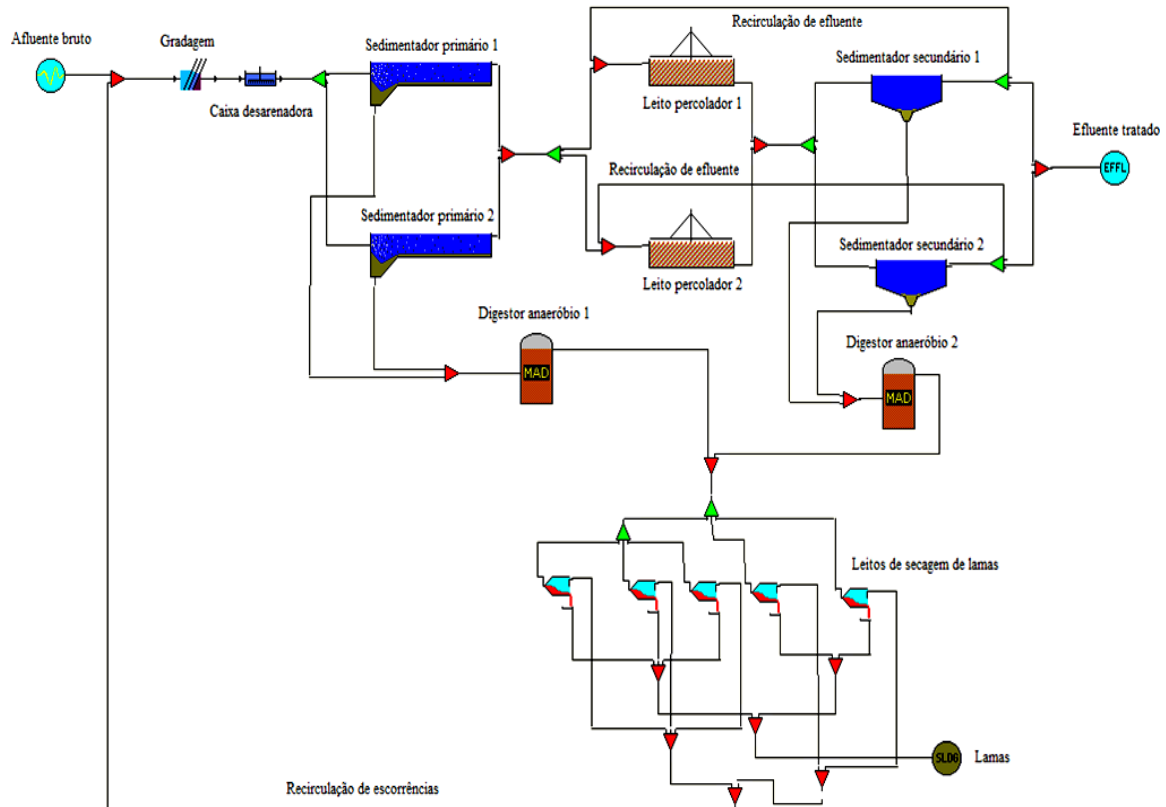 Recirculação de efluente
Afluente bruto
Gradagem
Sedimentador primário 1
Sedimentador secundário 1
Caixa desarenadora
Leito percolador 1
Efluente tratado
EFFL
Recirculação de efluente
Sedimentador primário 2
Sedimentador secundário 2
Leito percolador 2
Digestor anaeróbio 1
Digestor anaeróbio 2
MAD
MAD
Leitos de secagem de lamas
SLDG
Lamas
Recirculação de escorrências